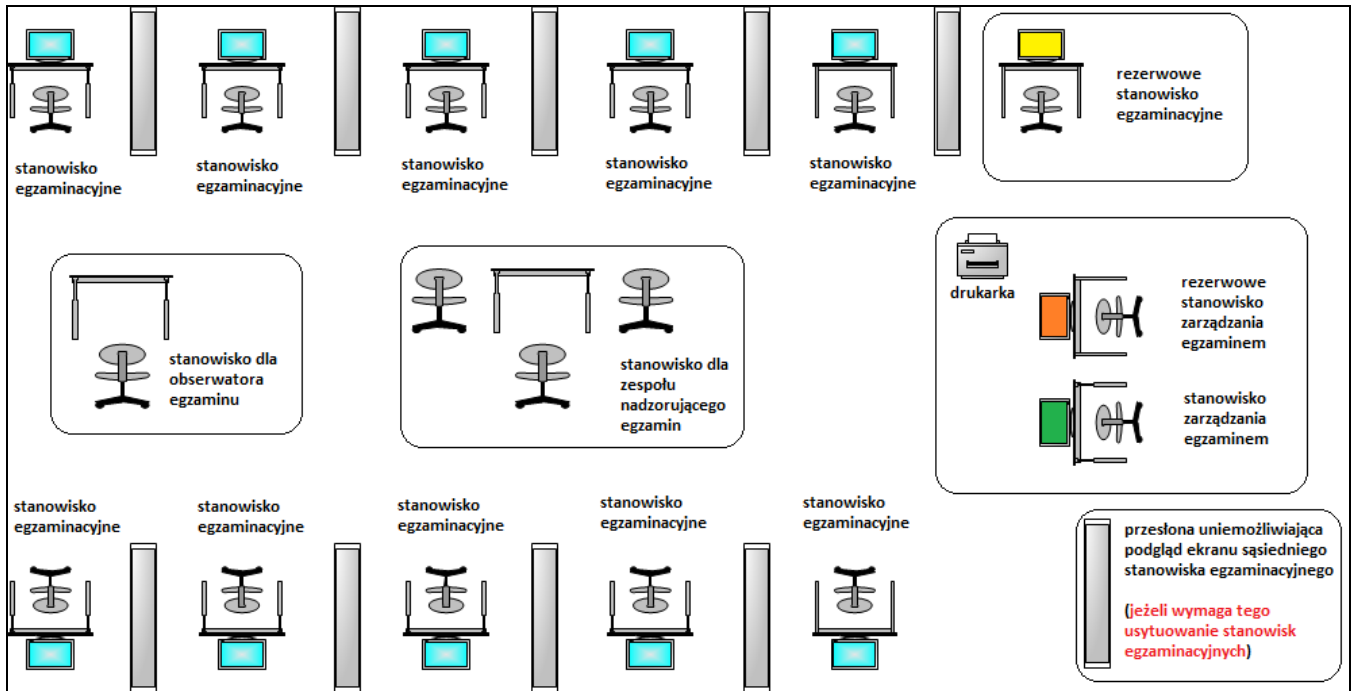 stanowisko
egzaminacyjne
stanowisko
egzaminacyjne
stanowisko
egzaminacyjne
stanowisko
egzaminacyjne
stanowisko
egzaminacyjne
rezerwowe
stanowisko
egzaminacyjne
stanowisko dla
obserwatora
egzaminu
stanowisko dla
zespołu
nadzorującego
egzamin
drukarka
rezerwowe
stanowisko
zarządzania
egzaminem
stanowisko
zarządzania
egzaminem
stanowisko
egzaminacyjne
stanowisko
egzaminacyjne
stanowisko
egzaminacyjne
stanowisko
egzaminacyjne
stanowisko
egzaminacyjne
przesłona uniemożliwiająca
podgląd ekranu sąsiedniego
stanowiska egzaminacyjnego
(jeżeli wymaga tego
usytuowanie stanowisk
egzaminacyjnych)